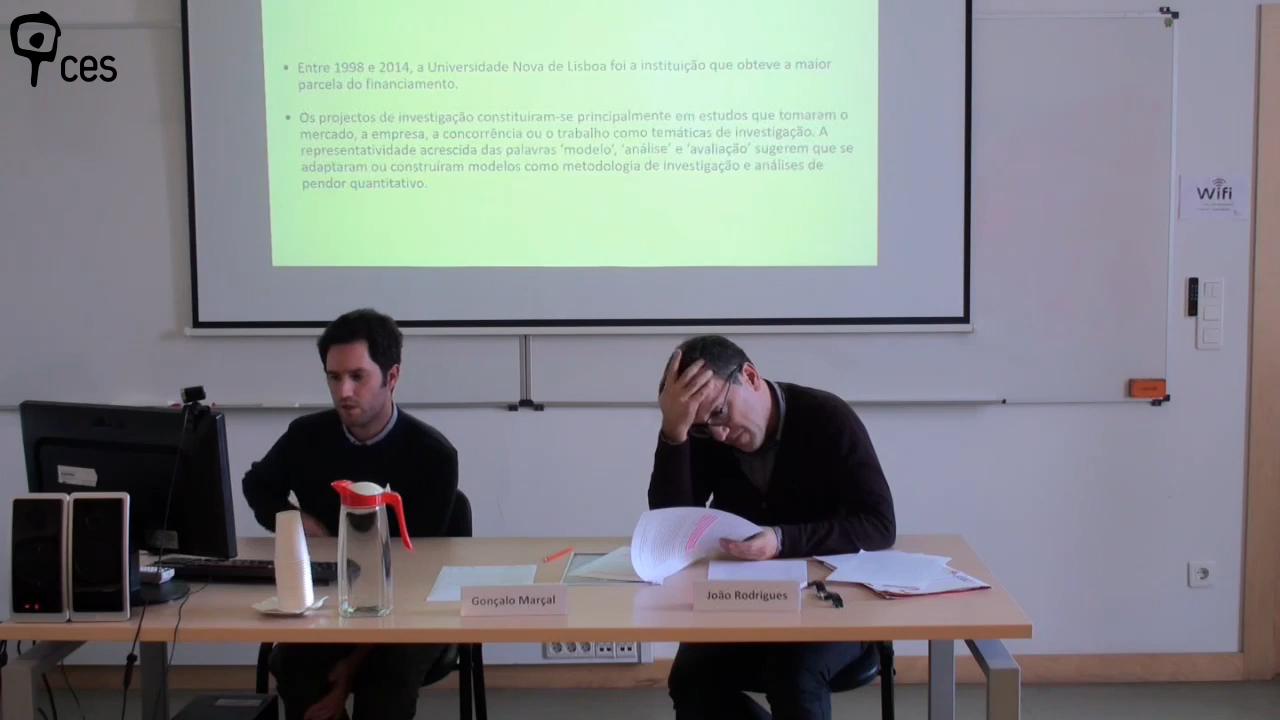 ces
• Entre 1998 e 2014, a Universidade Nova de Lisboa foi a instituição que obteve a maior
parcela do financiamento.
• Os projectos de investigação constituiram-se principalmente em estudos que tomaram o
mercado, a empresa, a concorrência ou o trabalho como temáticas de investigação. A
representatividade acrescida das palavras ‘modelo’, ‘análise’ e ‘avaliação’ sugerem que se
adaptaram ou construíram modelos como metodologia de investigação e análises de
pendor quantitativo.
Wifi
Gonçalo Marçal
João Rodrigues